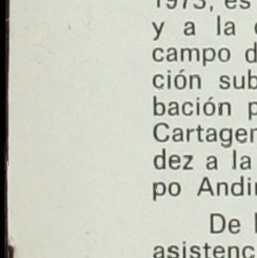 1973, es
y a la
campo d
ción sub
bación p
Cartagen
dez a la
po Andi
De
asistenc